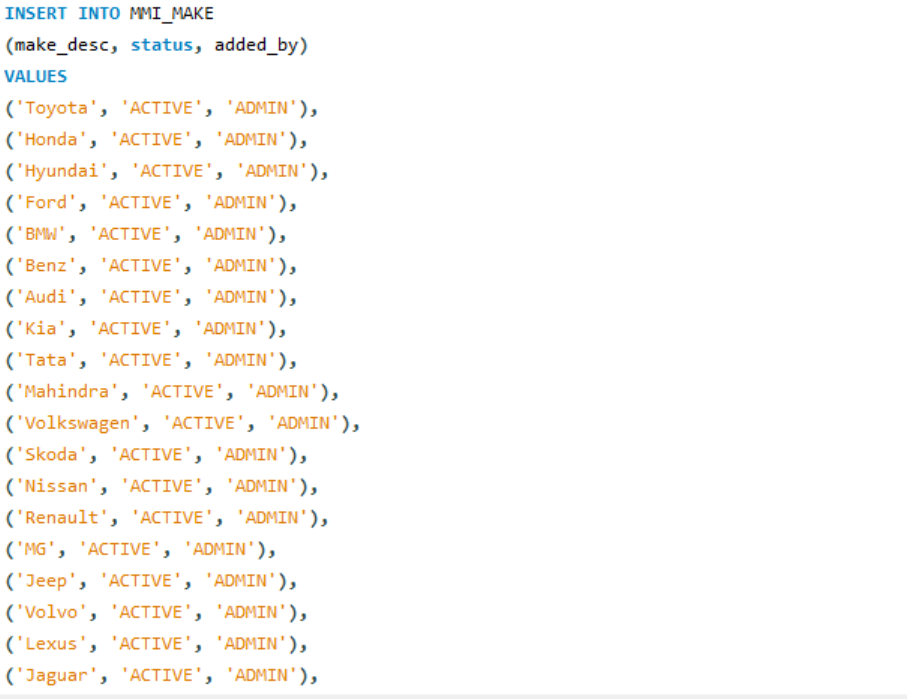 INSERT INTO MMI_MAKE
(make_desc, status, added_by)
VALUES
('Toyota', 'ACTIVE', 'ADMIN'),
('Honda', 'ACTIVE', 'ADMIN'),
('Hyundai', 'ACTIVE', 'ADMIN'),
('Ford', 'ACTIVE', 'ADMIN'),
('BMW', 'ACTIVE', 'ADMIN'),
('Benz', 'ACTIVE', 'ADMIN'),
('Audi', 'ACTIVE', 'ADMIN'),
('Kia', 'ACTIVE', 'ADMIN'),
('Tata', 'ACTIVE', 'ADMIN'),
('Mahindra', 'ACTIVE', 'ADMIN'),
('Volkswagen', 'ACTIVE', 'ADMIN'),
('Skoda', 'ACTIVE', 'ADMIN'),
('Nissan', 'ACTIVE', 'ADMIN'),
('Renault', 'ACTIVE', 'ADMIN'),
('MG', 'ACTIVE', 'ADMIN'),
('Jeep', 'ACTIVE', 'ADMIN'),
('Volvo', 'ACTIVE', 'ADMIN'),
('Lexus', 'ACTIVE', 'ADMIN'),
('Jaguar', 'ACTIVE', 'ADMIN'),